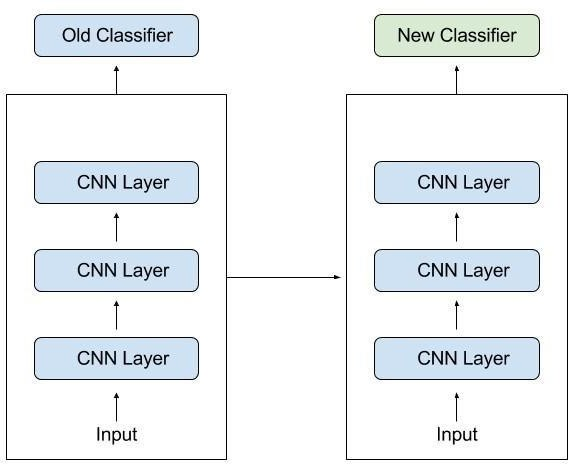 Old Classifier
CNN Layer
CNN Layer
CNN Layer
Input
New Classifier
CNN Layer
CNN Layer
CNN Layer
Input